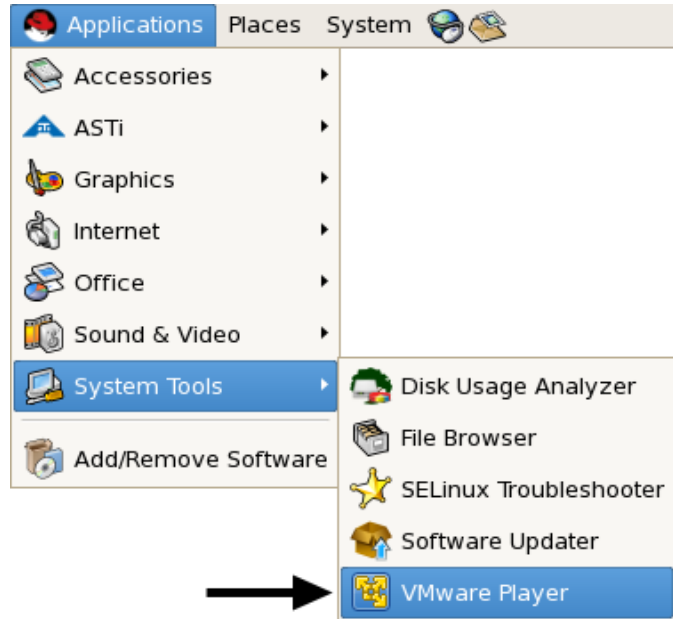 Applications Places System
Accessories
ASTi
Graphics
Internet
Office
Sound & Video
System Tools
Add/Remove Software
Disk Usage Analyzer
File Browser
SELinux Troubleshooter
Software Updater
VMware Player